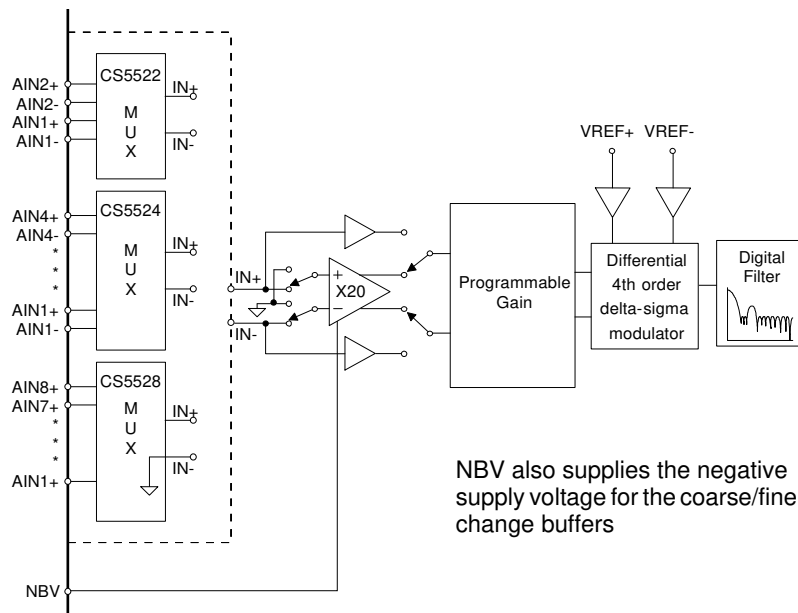 CS5522
AIN2+
AIN2-
AIN1+
AIN1-
M
U
X
IN+
IN-
CS5524
AIN4+
AIN4-
*
*
*
AIN1+
AIN1-
M
U
X
IN+
IN-
CS5528
AIN8+
AIN7+
*
*
*
AIN1+
M
U
X
IN+
IN-
NBV
IN+
IN-
+
X20
−
Programmable
Gain
VREF+ VREF-
Differential
4th order
delta-sigma
modulator
Digital
Filter
NBV also supplies the negative
supply voltage for the coarse/fine
change buffers